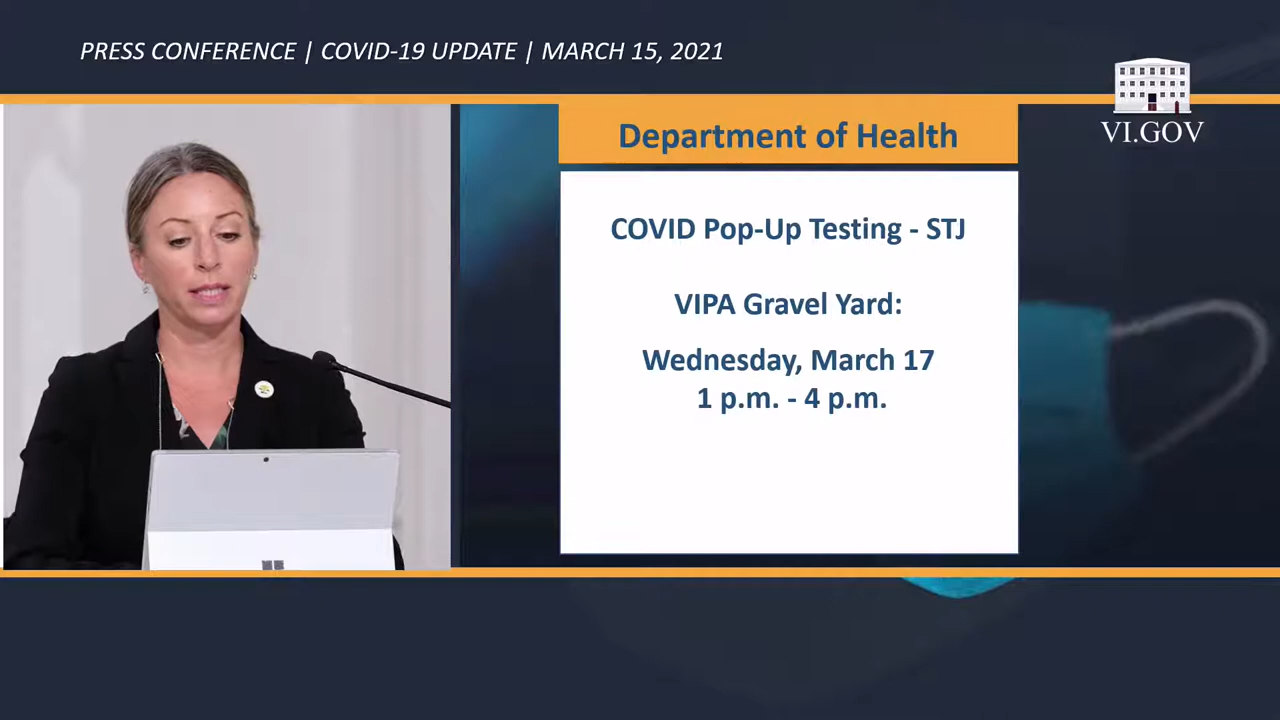 PRESS CONFERENCE | COVID-19 UPDATE | MARCH 15, 2021
VI.GOV
Department of Health
COVID Pop-Up Testing - STJ
VIPA Gravel Yard:
Wednesday, March 17
1 p.m. - 4 p.m.